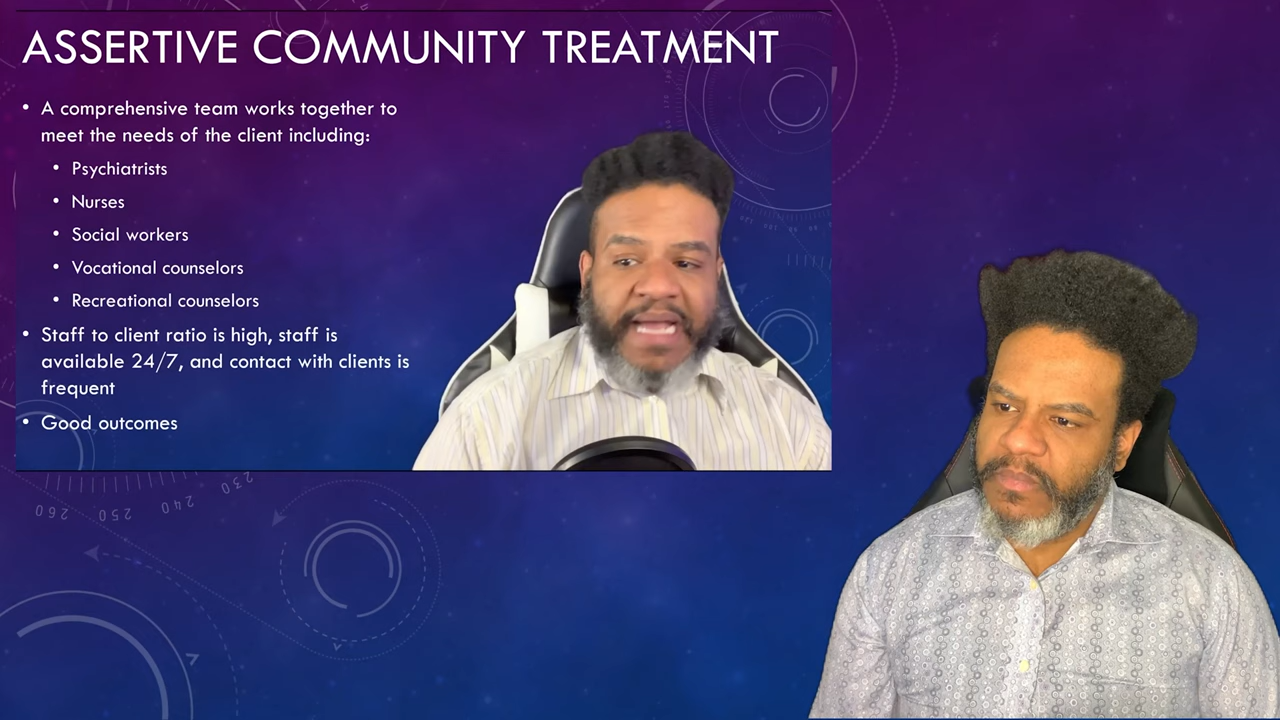 ASSERTIVE COMMUNITY TREATMENT
• A comprehensive team works together to
meet the needs of the client including:
• Psychiatrists
• Nurses
• Social workers
• Vocational counselors
• Recreational counselors
• Staff to client ratio is high, staff is
available 24/7, and contact with clients is
frequent
• Good outcomes
260 250 240 230